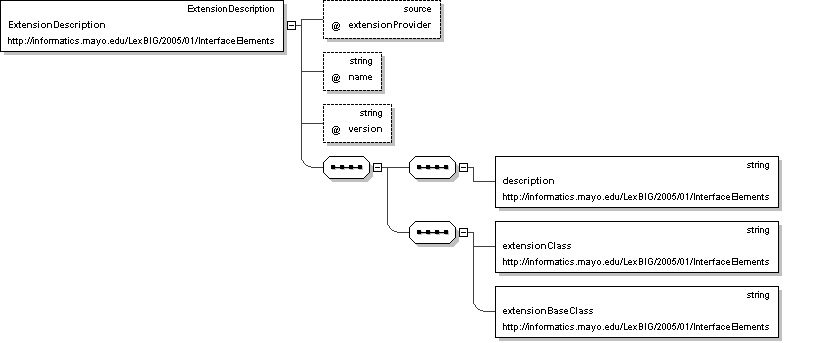 ExtensionDescription
ExtensionDescription
http://informatics.mayo.edu/LexBIG/2005/01/InterfaceElements
source
@ extensionProvider
string
@ name
string
@ version
string
description
http://informatics.mayo.edu/LexBIG/2005/01/InterfaceElements
string
extensionClass
http://informatics.mayo.edu/LexBIG/2005/01/InterfaceElements
string
extensionBaseClass
http://informatics.mayo.edu/LexBIG/2005/01/InterfaceElements